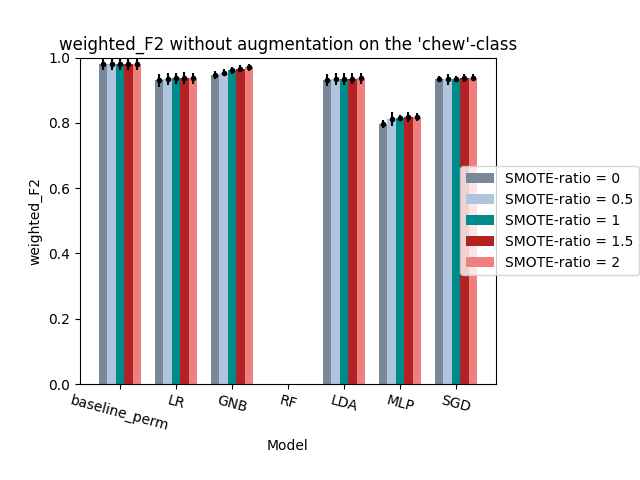 weighted_F2 without augmentation on the 'chew'-class
1.0
0.8
0.6
0.4
0.2
0.0
weighted_F2
SMOTE-ratio = 0
SMOTE-ratio = 0.5
SMOTE-ratio = 1
SMOTE-ratio = 1.5
SMOTE-ratio = 2
baseline_perm LR GNB RF LDA MLP SGD
Model